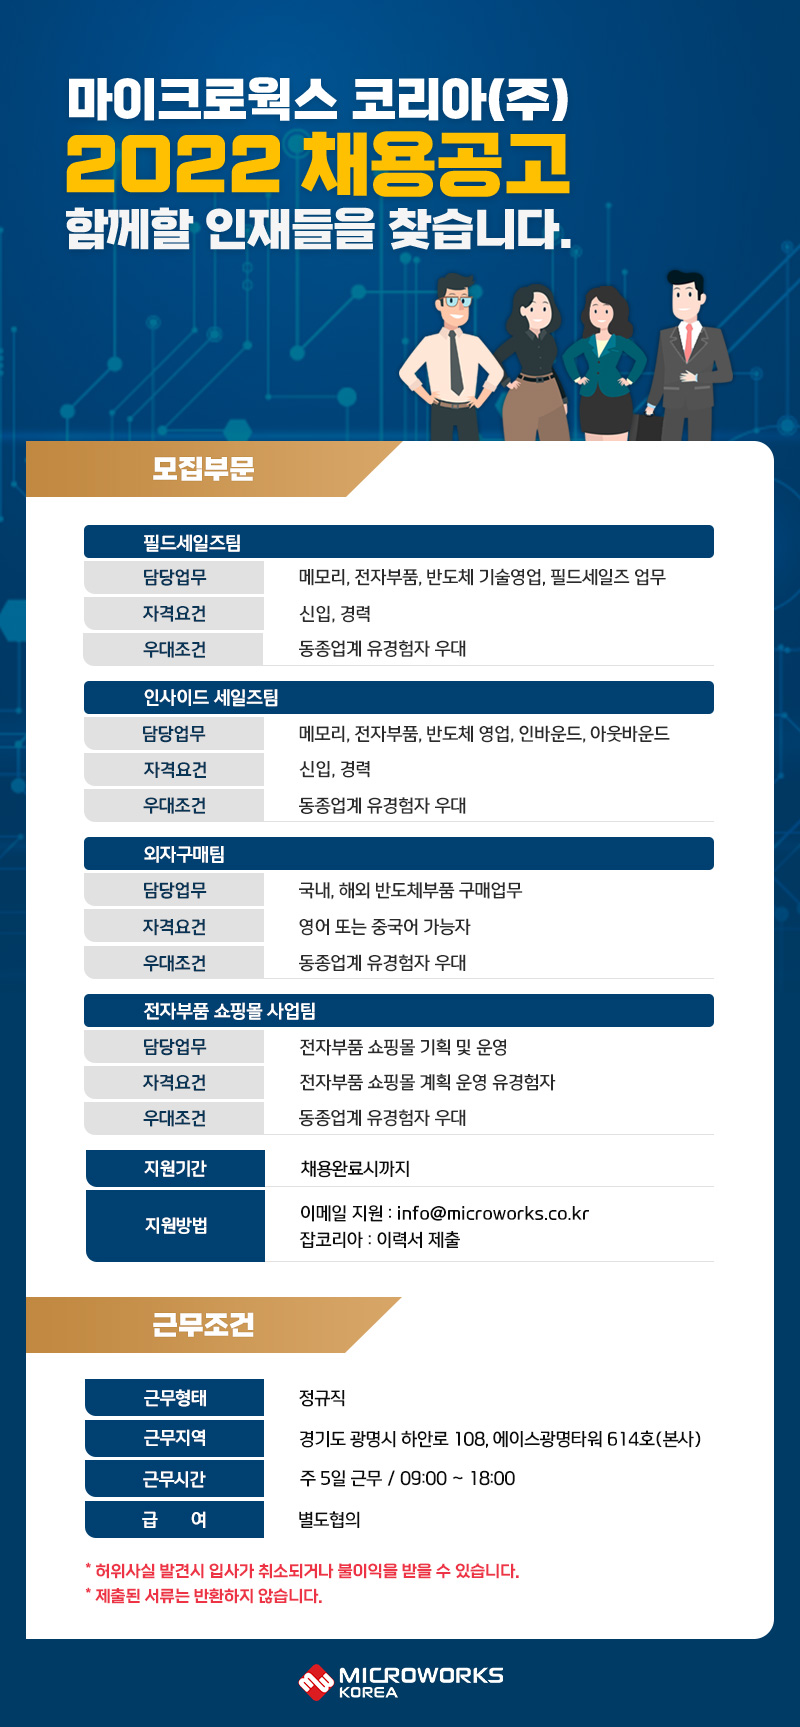 마이크로웍스 코리아(주)
2022 채용공고
함께할 인재들을 찾습니다.
모집부문
필드세일즈팀
담당업무 메모리, 전자부품, 반도체 기술영업, 필드세일즈 업무
자격요건 신입, 경력
우대조건 동종업계 유경험자 우대
인사이드 세일즈팀
담당업무 메모리, 전자부품, 반도체 영업, 인바운드, 아웃바운드
자격요건 신입, 경력
우대조건 동종업계 유경험자 우대
외자구매팀
담당업무 국내, 해외 반도체부품 구매업무
자격요건 영어 또는 중국어 가능자
우대조건 동종업계 유경험자 우대
전자부품 쇼핑몰 사업팀
담당업무 전자부품 쇼핑몰 기획 및 운영
자격요건 전자부품 쇼핑몰 계획 운영 유경험자
우대조건 동종업계 유경험자 우대
지원기간 채용완료시까지
지원방법 이메일 지원 : info@microworks.co.kr
잡코리아 : 이력서 제출
근무조건
근무형태 정규직
근무지역 경기도 광명시 하안로 108, 에이스광명타워 614호(본사)
근무시간 주 5일 근무 / 09:00 ~ 18:00
급 여 별도협의
* 허위사실 발견시 입사가 취소되거나 불이익을 받을 수 있습니다.
* 제출된 서류는 반환하지 않습니다.
MICROWORKS
KOREA